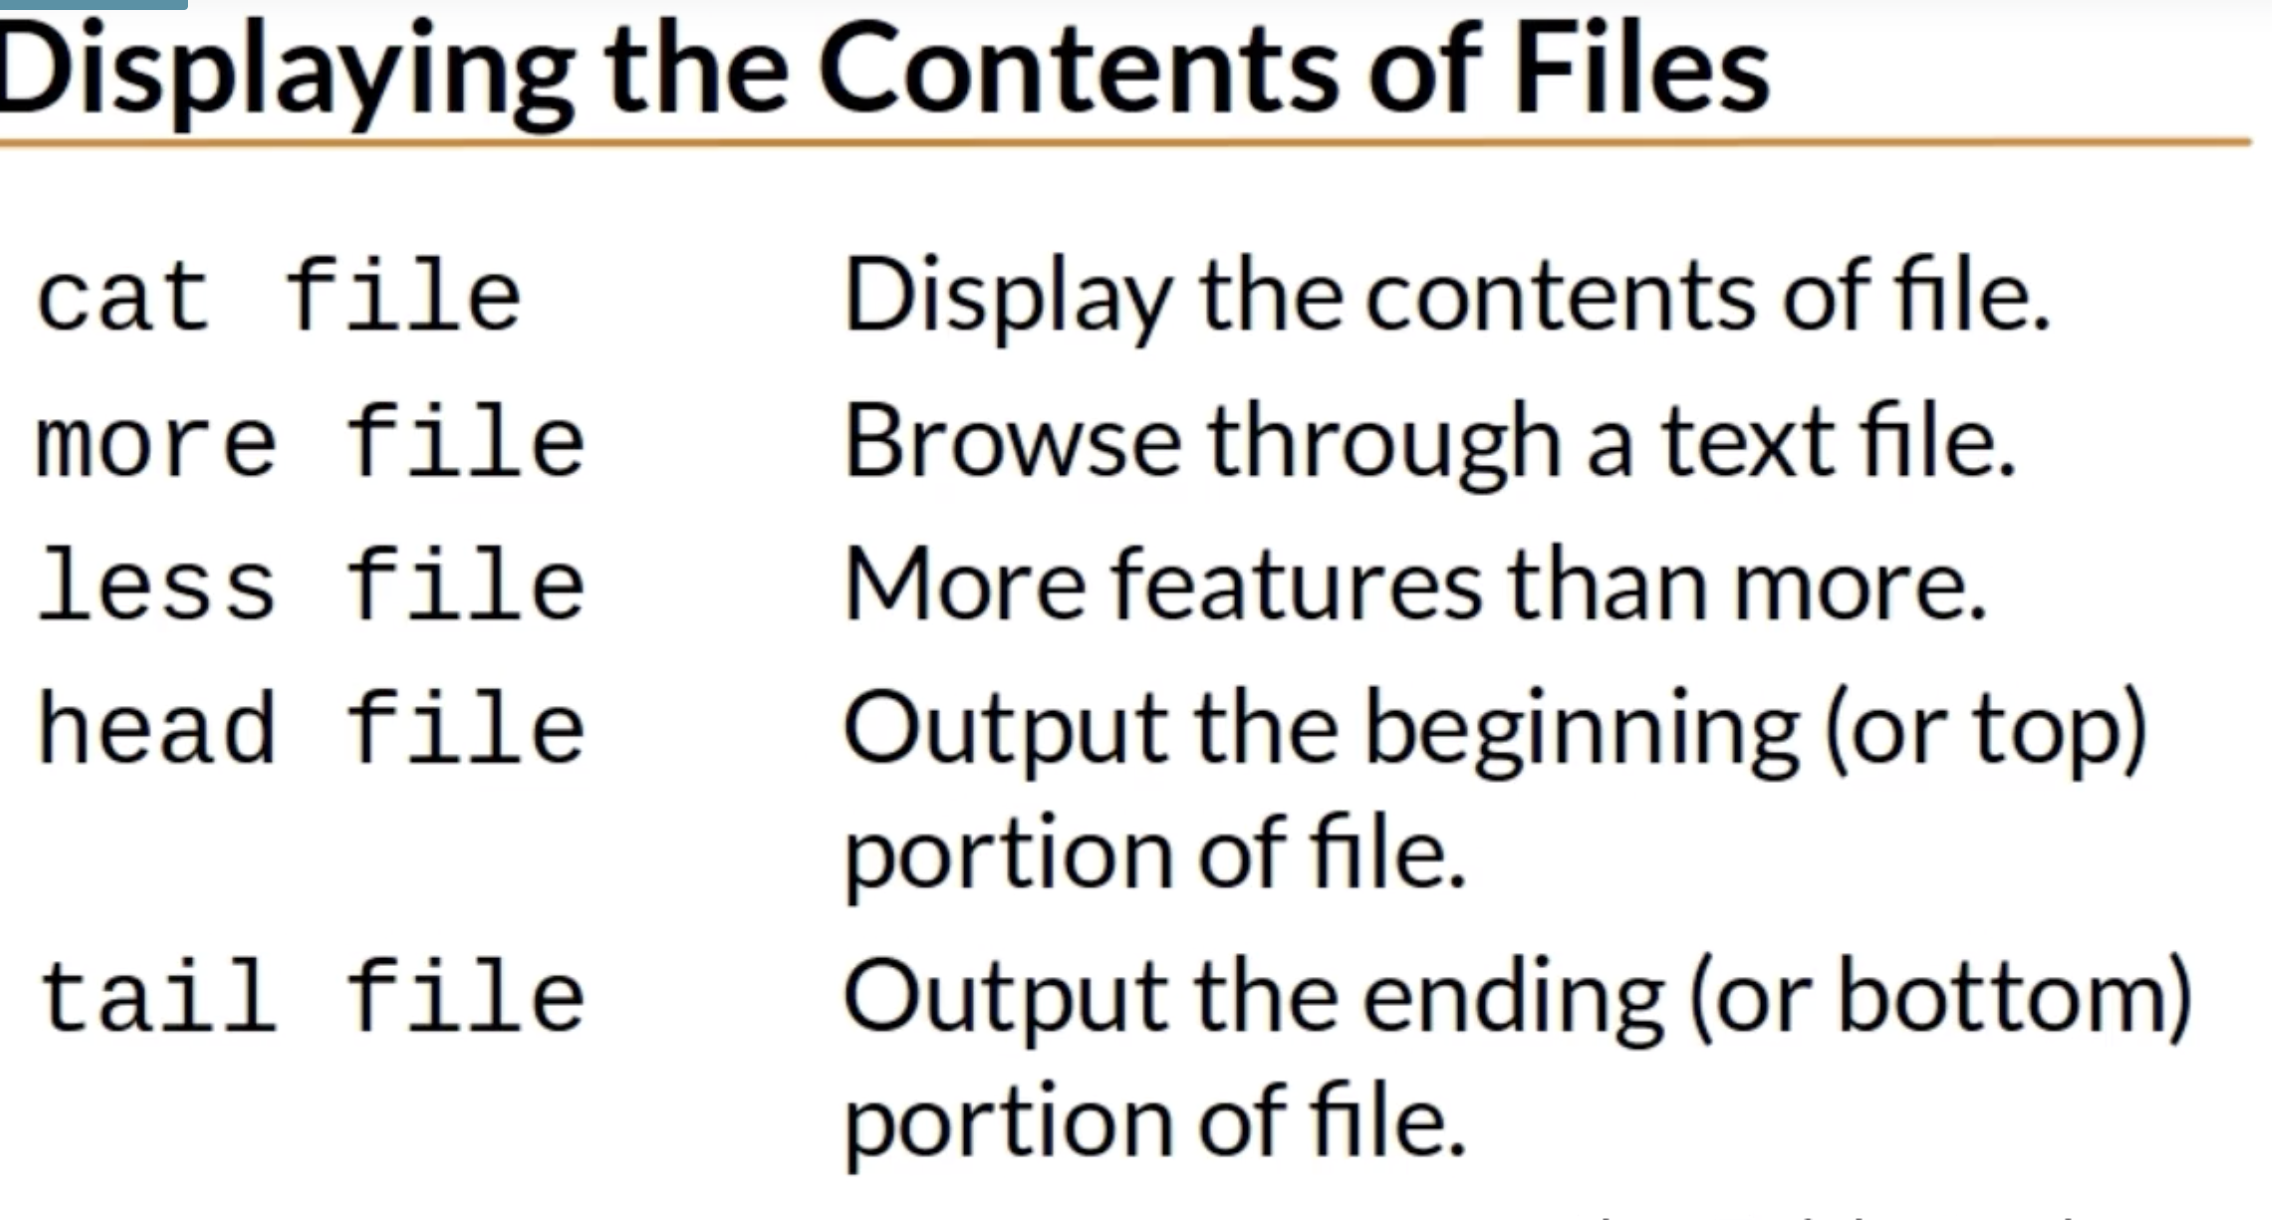 Displaying the Contents of Files
cat file Display the contents of file.
more file Browse through a text file.
less file More features than more.
head file Output the beginning (or top)
portion of file.
tail file Output the ending (or bottom)
portion of file.